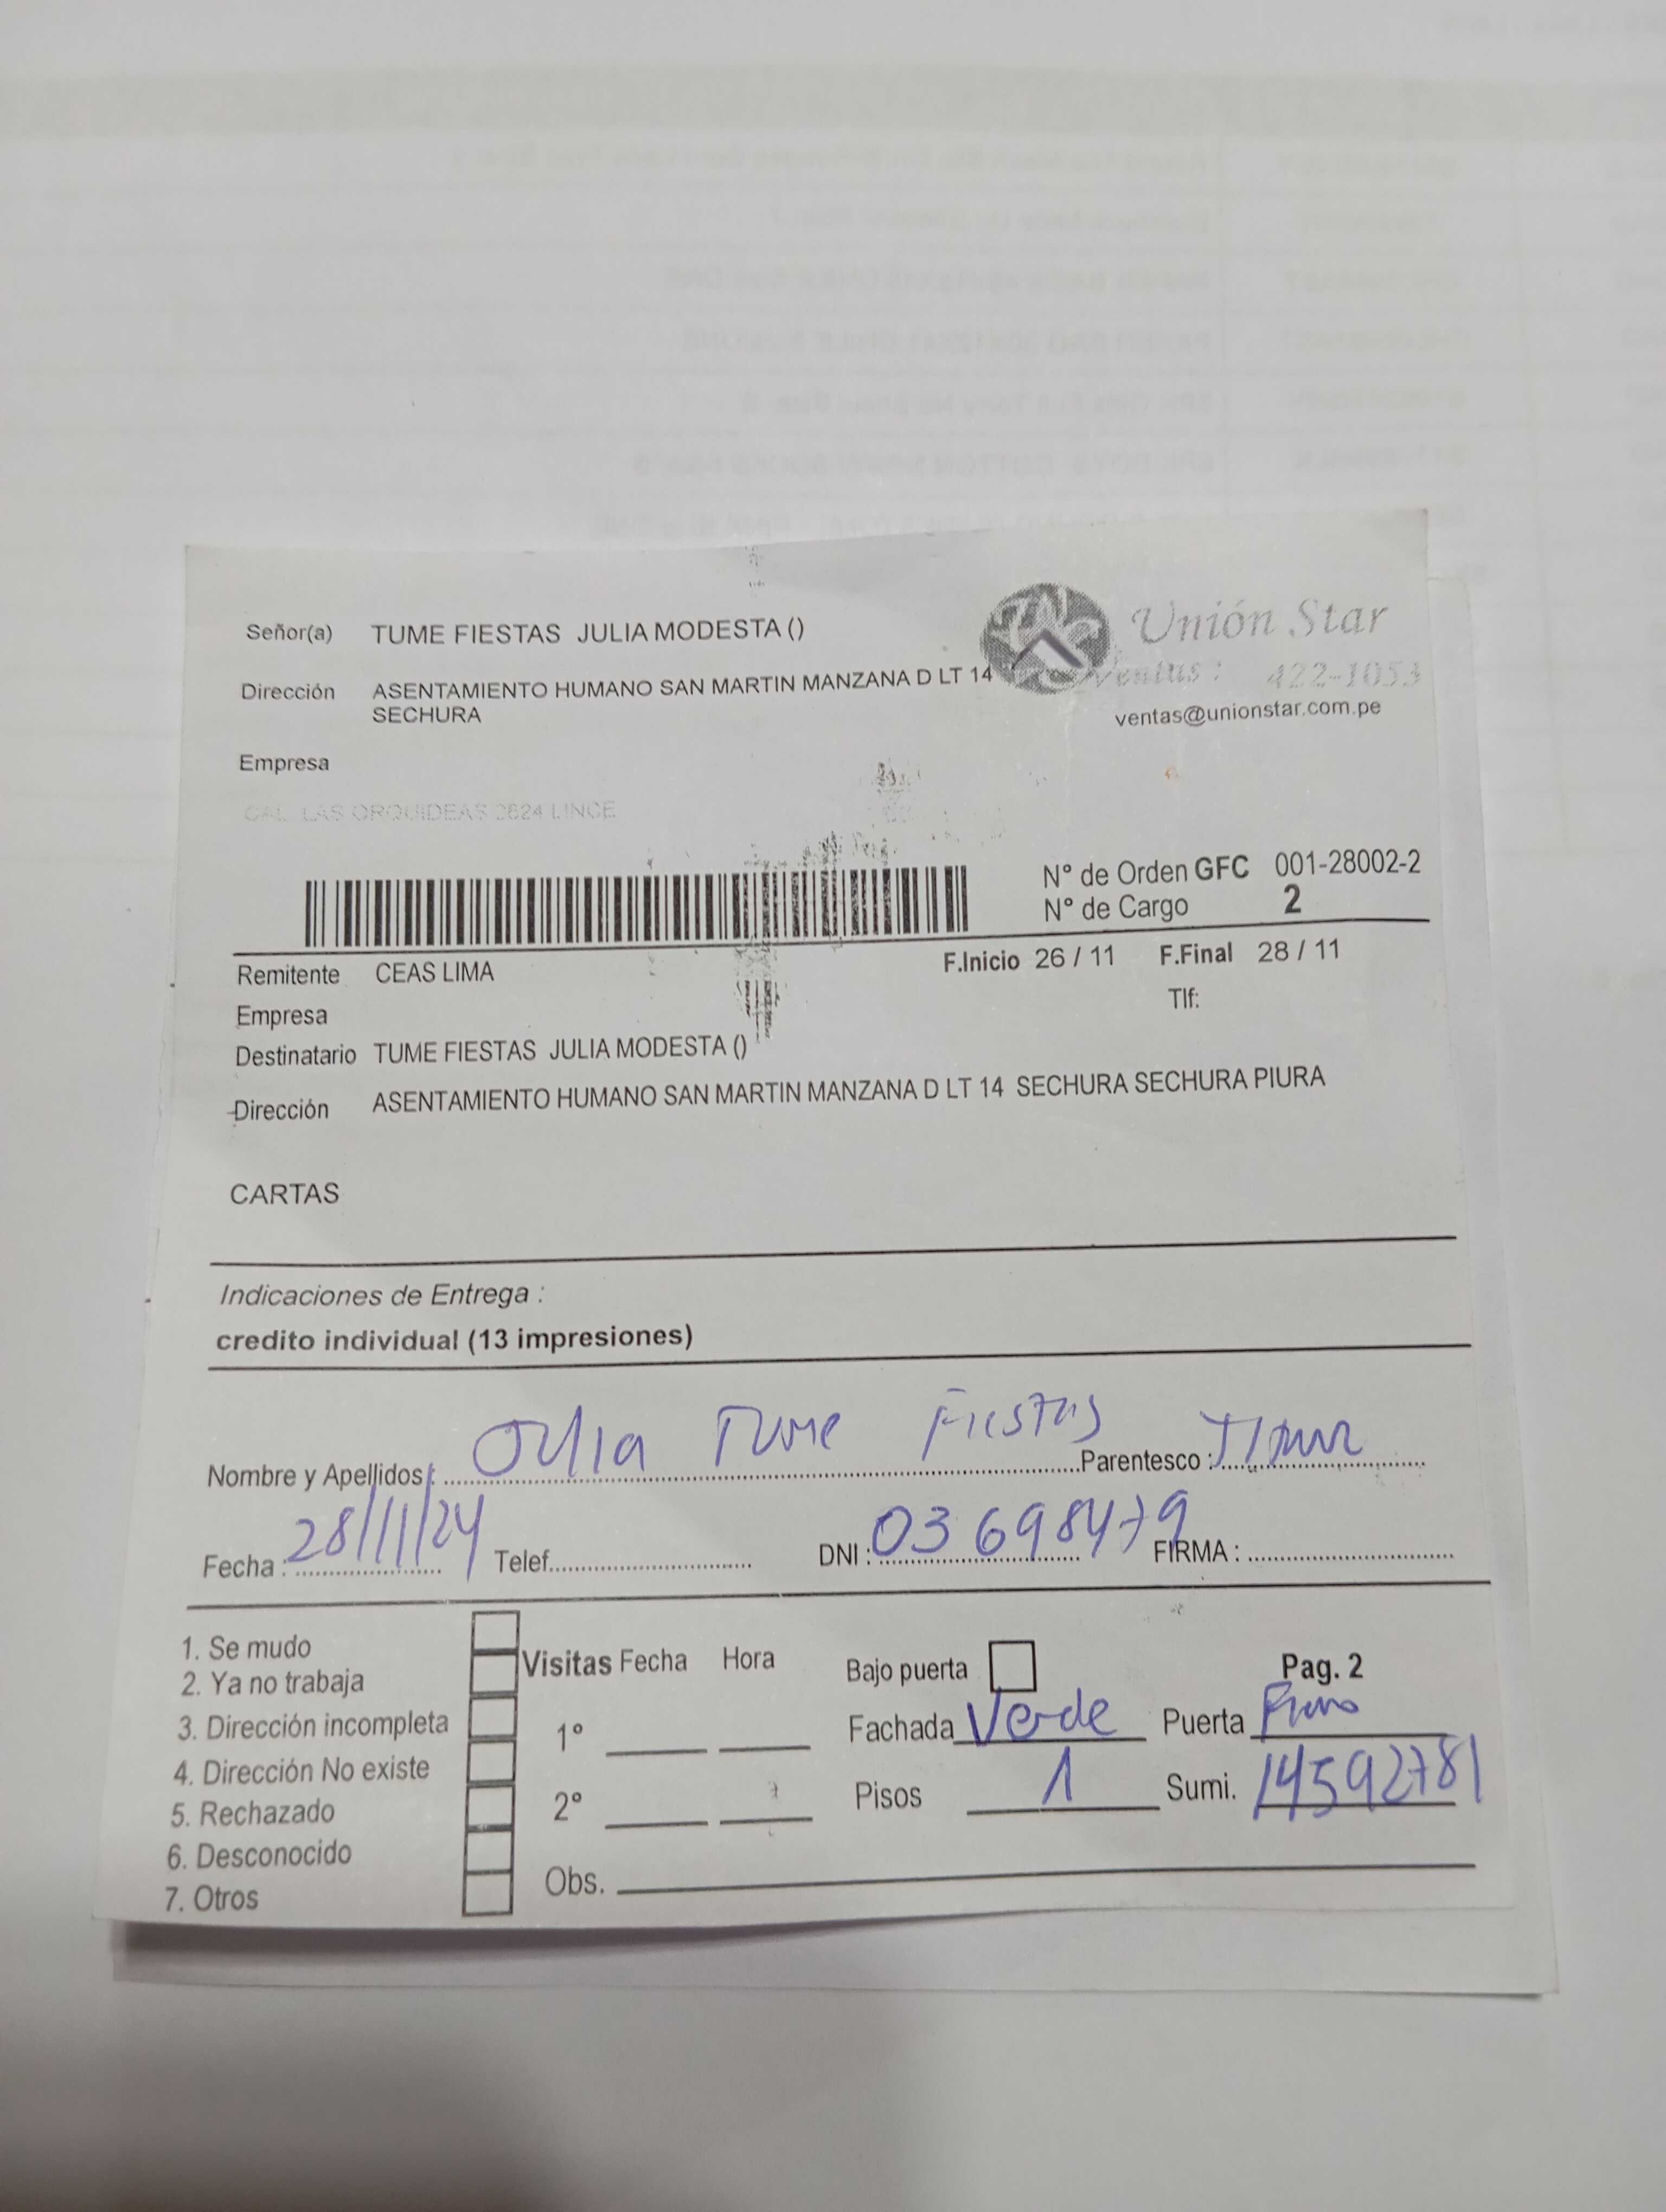 Señor(a) TUME FIESTAS JULIA MODESTA ()
Unión Star
Dirección ASENTAMIENTO HUMANO SAN MARTIN MANZANA D LT 14
SECHURA
Ventas : 422-1053
ventas@unionstar.com.pe
Empresa
CAL. LAS ORQUIDEAS 2624 LINCE
N° de Orden GFC 001-28002-2
N° de Cargo 2
Remitente CEAS LIMA F.Inicio 26 / 11 F.Final 28 / 11
Empresa Tlf:
Destinatario TUME FIESTAS JULIA MODESTA ()
Dirección ASENTAMIENTO HUMANO SAN MARTIN MANZANA D LT 14 SECHURA SECHURA PIURA
CARTAS
Indicaciones de Entrega :
credito individual (13 impresiones)
Nombre y Apellidos : Julia Tume Fiestas Parentesco :
Fecha : 28/11/24 Telef. DNI : 03698479 FIRMA :
1. Se mudo
2. Ya no trabaja
3. Dirección incompleta
4. Dirección No existe
5. Rechazado
6. Desconocido
7. Otros
Visitas Fecha Hora
1°
2°
Obs.
Bajo puerta Pag. 2
Fachada Verde Puerta
Pisos 1 Sumi. 14592781